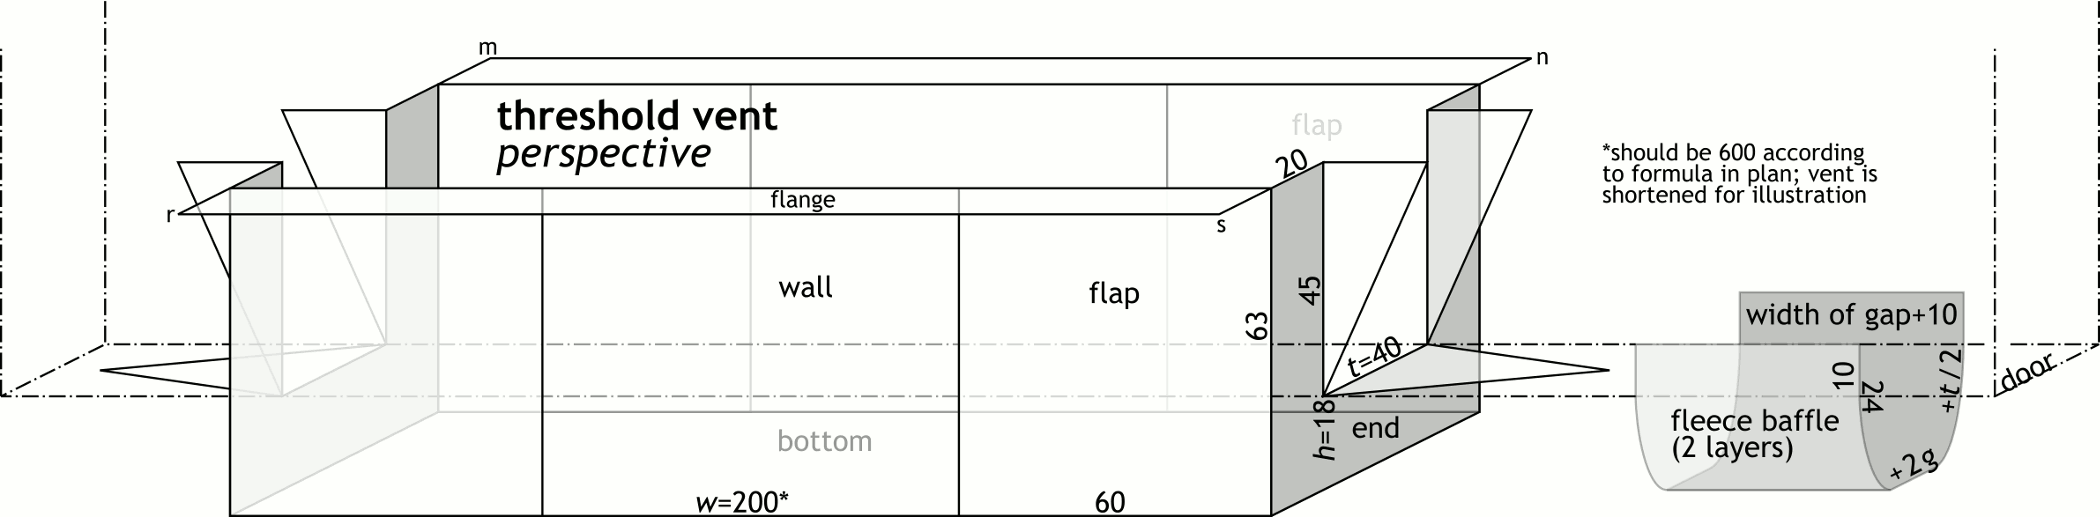 m
n
threshold vent
perspective
flap
20
*should be 600 according
to formula in plan; vent is
shortened for illustration
r
flange
s
wall
flap
45
63
width of gap+10
t=40
10
24
+t/2
door
h=18
end
fleece baffle
(2 layers)
bottom
+2g
w=200*
60